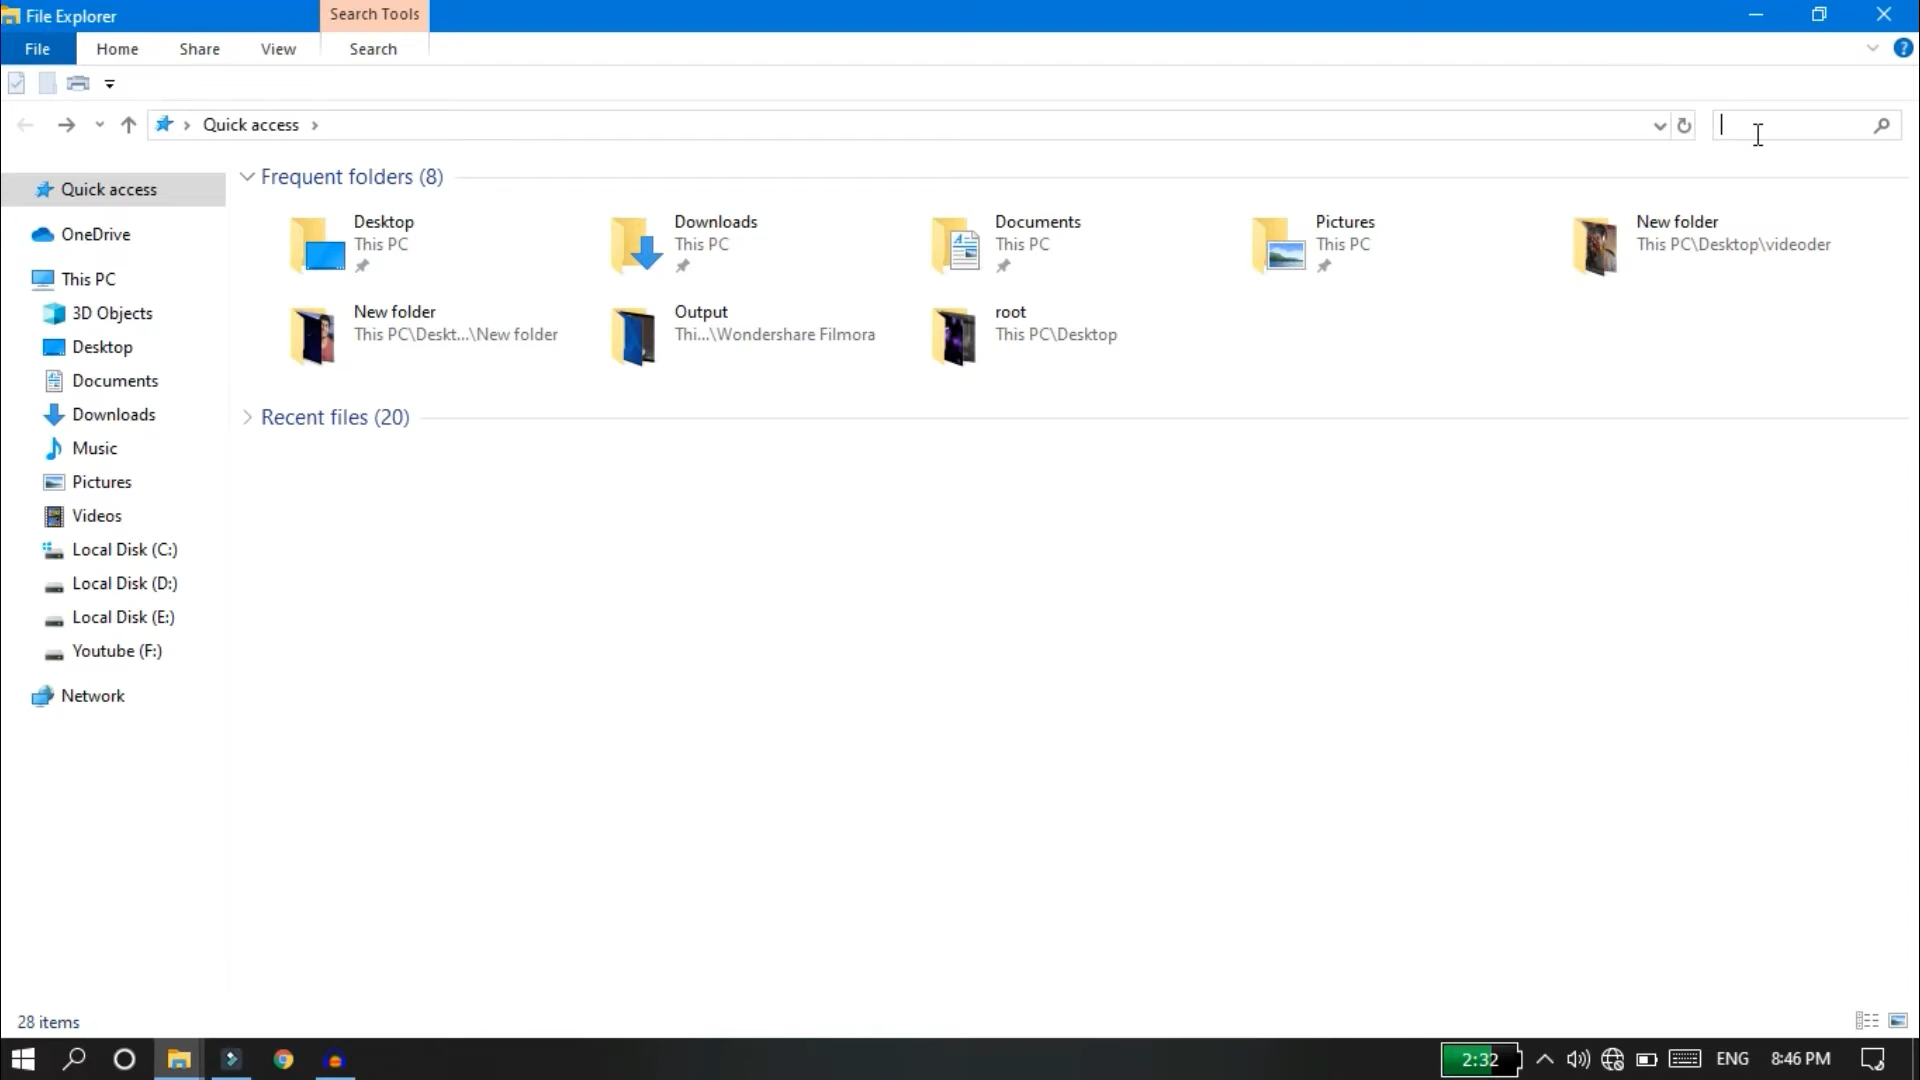 File Explorer
Search Tools
File Home Share View Search
Quick access
Quick access
OneDrive
This PC
3D Objects
Desktop
Documents
Downloads
Music
Pictures
Videos
Local Disk (C:)
Local Disk (D:)
Local Disk (E:)
Youtube (F:)
Network
Frequent folders (8)
Desktop
This PC
Downloads
This PC
Documents
This PC
Pictures
This PC
New folder
This PC\Desktop\videoder
New folder
This PC\Deskt...\New folder
Output
Thi...\Wondershare Filmora
root
This PC\Desktop
Recent files (20)
28 items
2:32 ENG 8:46 PM